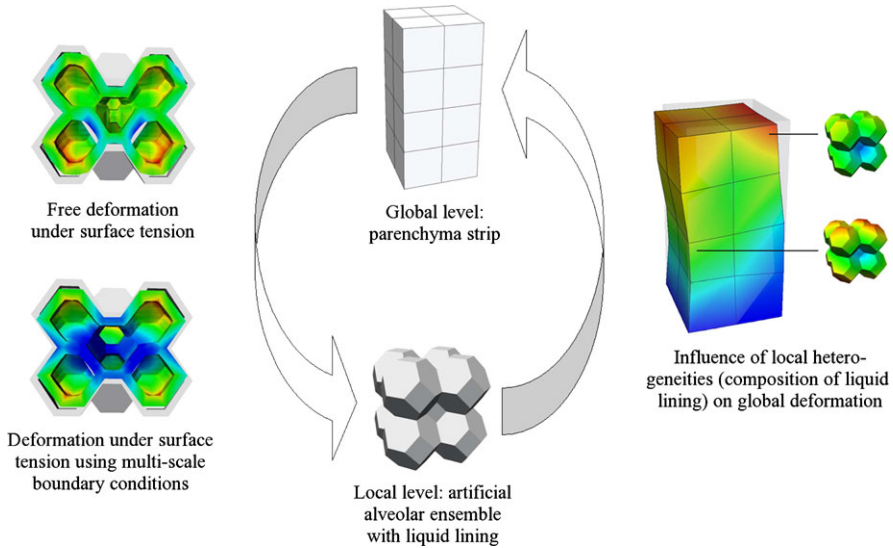 Free deformation
under surface tension
Deformation under surface
tension using multi-scale
boundary conditions
Global level:
parenchyma strip
Local level: artificial
alveolar ensemble
with liquid lining
Influence of local hetero-
geneities (composition of liquid
lining) on global deformation